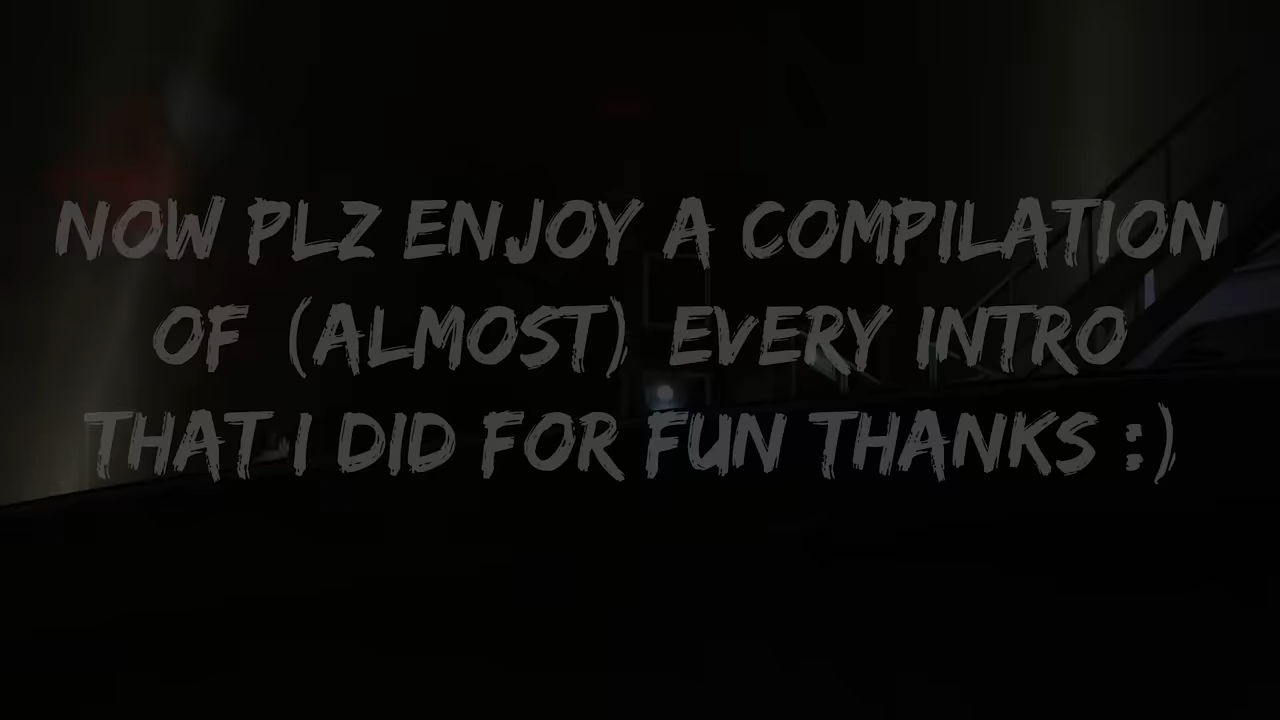 NOW PLZ ENJOY A COMPILATION
OF (ALMOST) EVERY INTRO
THAT I DID FOR FUN THANKS :)